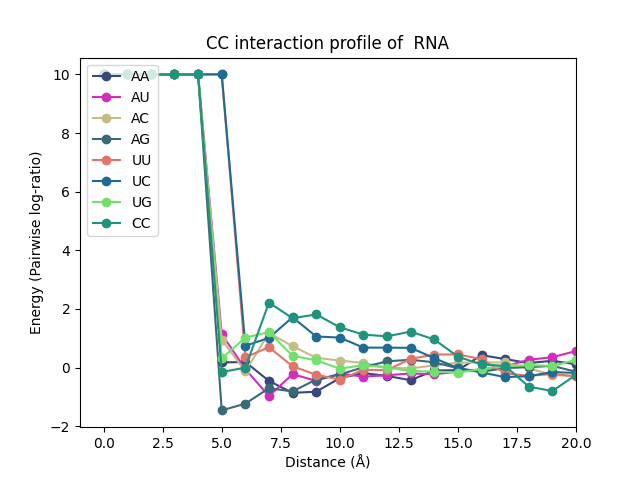 CC interaction profile of  RNA
Energy (Pairwise log-ratio)
10
8
6
4
2
0
−2
AA
AU
AC
AG
UU
UC
UG
CC
0.0 2.5 5.0 7.5 10.0 12.5 15.0 17.5 20.0
Distance (Å)